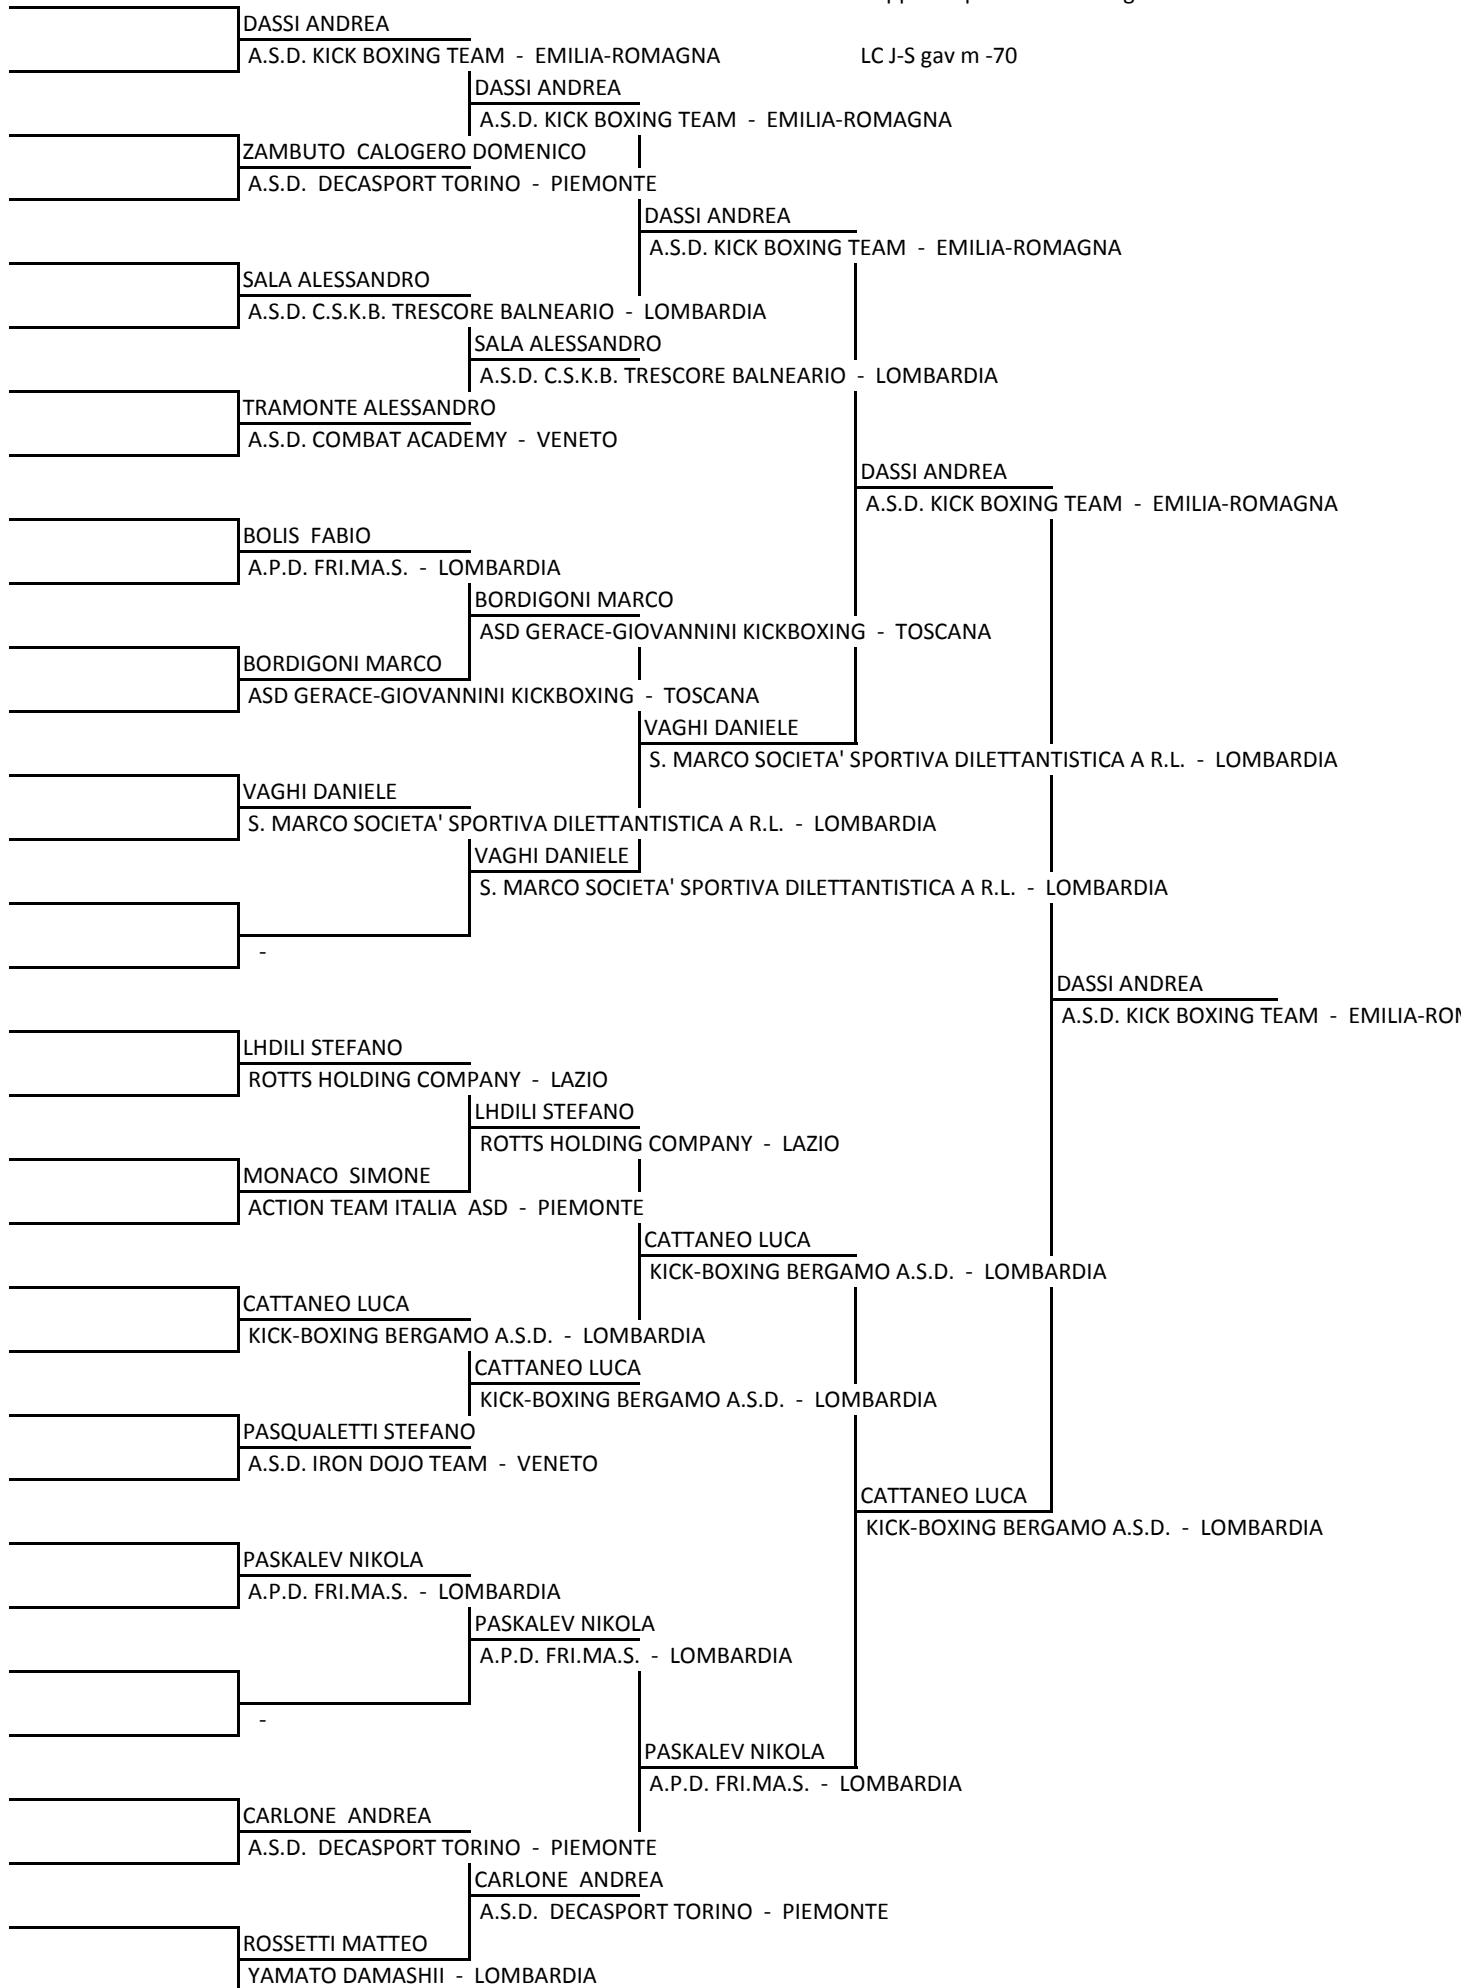 DASSI ANDREA
A.S.D. KICK BOXING TEAM - EMILIA-ROMAGNA
LC J-S gav m -70
DASSI ANDREA
A.S.D. KICK BOXING TEAM - EMILIA-ROMAGNA
ZAMBUTO CALOGERO DOMENICO
A.S.D. DECASPORT TORINO - PIEMONTE
DASSI ANDREA
A.S.D. KICK BOXING TEAM - EMILIA-ROMAGNA
SALA ALESSANDRO
A.S.D. C.S.K.B. TRESCORE BALNEARIO - LOMBARDIA
SALA ALESSANDRO
A.S.D. C.S.K.B. TRESCORE BALNEARIO - LOMBARDIA
TRAMONTE ALESSANDRO
A.S.D. COMBAT ACADEMY - VENETO
DASSI ANDREA
A.S.D. KICK BOXING TEAM - EMILIA-ROMAGNA
BOLIS FABIO
A.P.D. FRI.MA.S. - LOMBARDIA
BORDIGONI MARCO
ASD GERACE-GIOVANNINI KICKBOXING - TOSCANA
BORDIGONI MARCO
ASD GERACE-GIOVANNINI KICKBOXING - TOSCANA
VAGHI DANIELE
S. MARCO SOCIETA' SPORTIVA DILETTANTISTICA A R.L. - LOMBARDIA
VAGHI DANIELE
S. MARCO SOCIETA' SPORTIVA DILETTANTISTICA A R.L. - LOMBARDIA
VAGHI DANIELE
S. MARCO SOCIETA' SPORTIVA DILETTANTISTICA A R.L. - LOMBARDIA
-
DASSI ANDREA
A.S.D. KICK BOXING TEAM - EMILIA-ROM
LHDILI STEFANO
ROTTS HOLDING COMPANY - LAZIO
LHDILI STEFANO
ROTTS HOLDING COMPANY - LAZIO
MONACO SIMONE
ACTION TEAM ITALIA ASD - PIEMONTE
CATTANEO LUCA
KICK-BOXING BERGAMO A.S.D. - LOMBARDIA
CATTANEO LUCA
KICK-BOXING BERGAMO A.S.D. - LOMBARDIA
CATTANEO LUCA
KICK-BOXING BERGAMO A.S.D. - LOMBARDIA
PASQUALETTI STEFANO
A.S.D. IRON DOJO TEAM - VENETO
CATTANEO LUCA
KICK-BOXING BERGAMO A.S.D. - LOMBARDIA
PASKALEV NIKOLA
A.P.D. FRI.MA.S. - LOMBARDIA
PASKALEV NIKOLA
A.P.D. FRI.MA.S. - LOMBARDIA
-
PASKALEV NIKOLA
A.P.D. FRI.MA.S. - LOMBARDIA
CARLONE ANDREA
A.S.D. DECASPORT TORINO - PIEMONTE
CARLONE ANDREA
A.S.D. DECASPORT TORINO - PIEMONTE
ROSSETTI MATTEO
YAMATO DAMASHII - LOMBARDIA